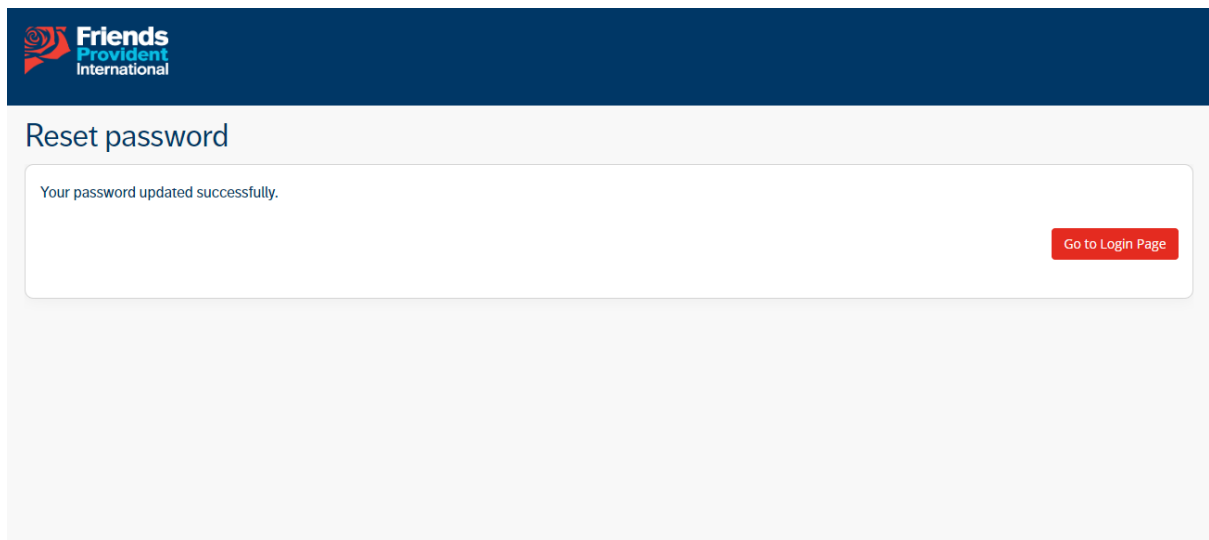 Friends
Provident
International
Reset password
Your password updated successfully.
Go to Login Page